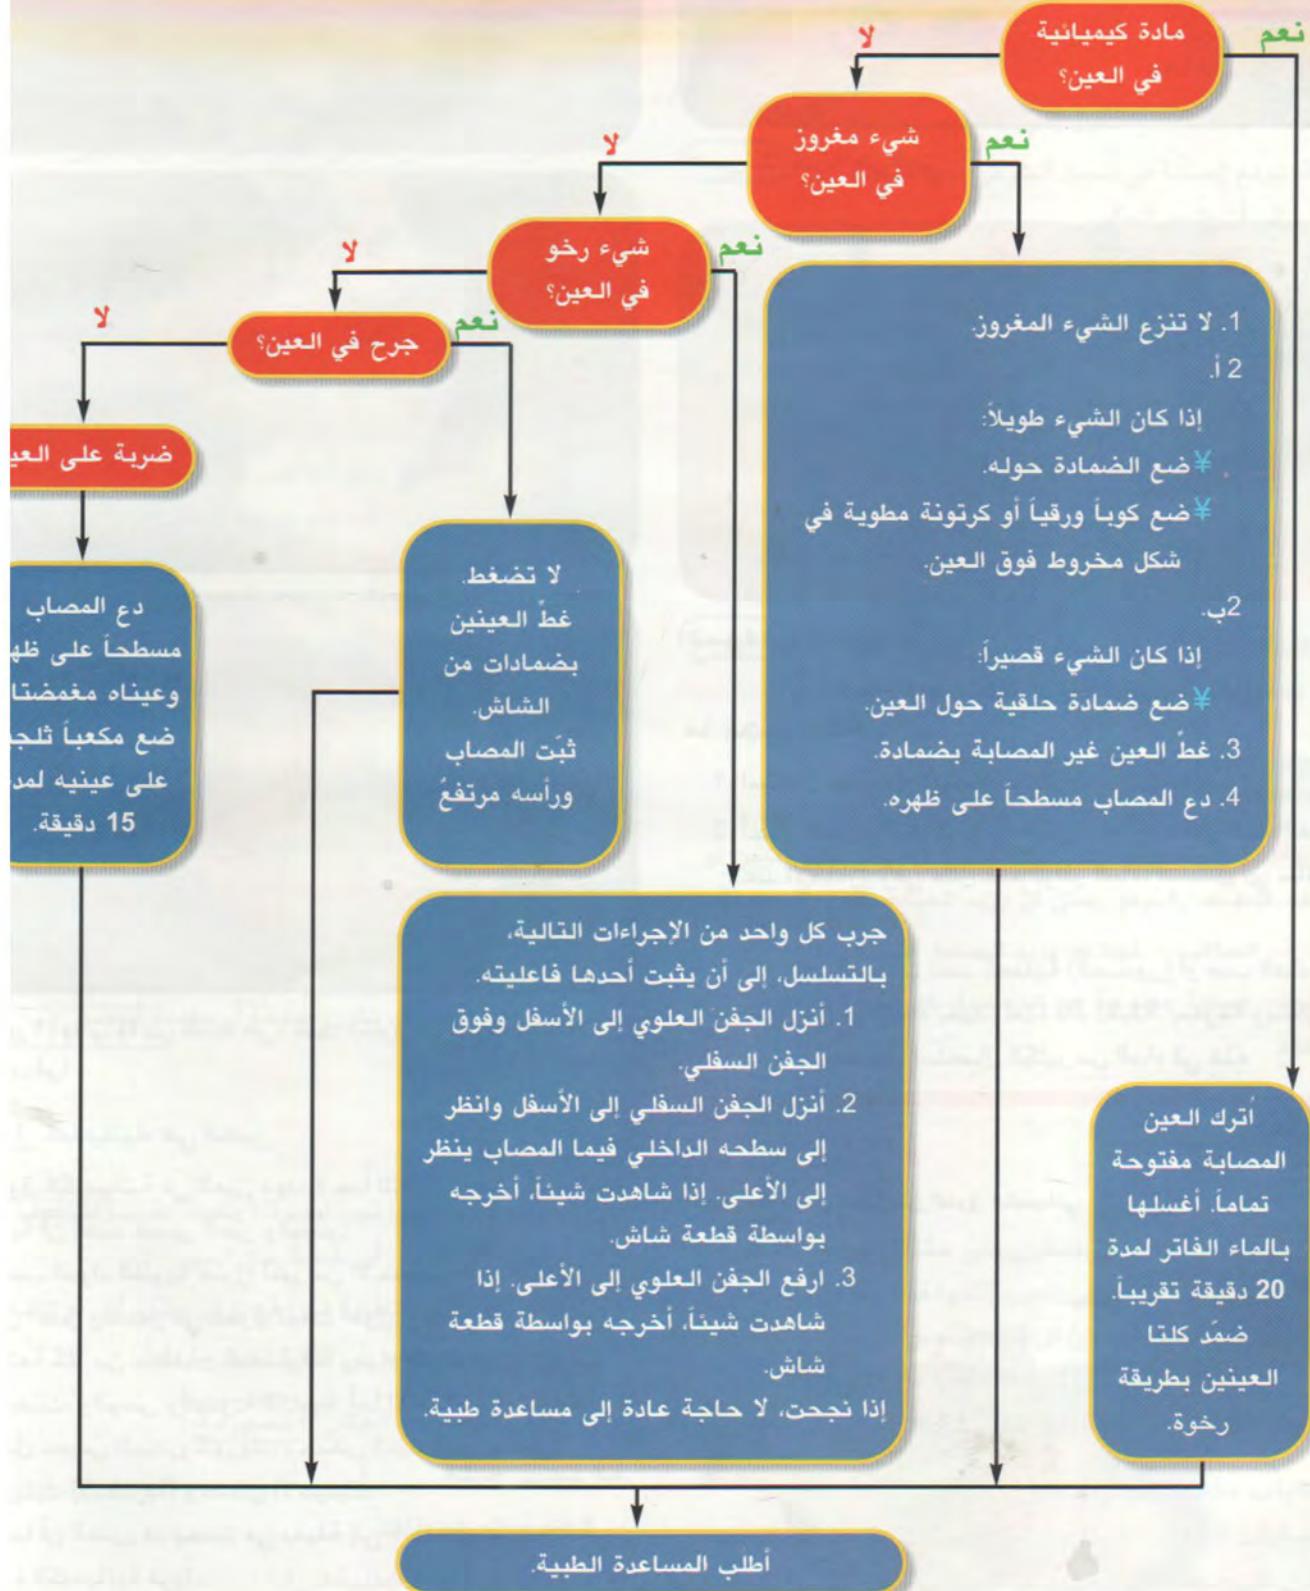 مادة كيميائية
في العين؟
نعم
لا
شيء مغروز
في العين؟
نعم
لا
شيء رخو
في العين؟
نعم
لا
جرح في العين؟
نعم
لا
ضربة على
1. لا تنزع الشيء المغروز.
2 أ.
إذا كان الشيء طويلاً:
¥ ضع الضمادة حوله.
¥ ضع كوباً ورقياً أو كرتونة مطوية في
شكل مخروط فوق العين.
2ب.
إذا كان الشيء قصيراً:
¥ ضع ضمادة حلقية حول العين.
3. غطِّ العين غير المصابة بضمادة.
4. دع المصاب مسطحاً على ظهره.
لا تضغط.
غطِّ العينين
بضمادات من
الشاش.
ثبّت المصاب
ورأسه مرتفعٌ
دع المصاب
مسطحاً على
وعيناه
ضع مكعباً
على عينيه
15 دقيقة.
جرب كل واحد من الإجراءات التالية،
بالتسلسل، إلى أن يثبت أحدها فاعليته.
1. أنزل الجفن العلوي إلى الأسفل وفوق
الجفن السفلي.
2. أنزل الجفن السفلي إلى الأسفل وانظر
إلى سطحه الداخلي فيما المصاب ينظر
إلى الأعلى. إذا شاهدت شيئاً، أخرجه
بواسطة قطعة شاش.
3. ارفع الجفن العلوي إلى الأعلى. إذا
شاهدت شيئاً، أخرجه بواسطة قطعة
شاش.
إذا نجحت، لا حاجة عادة إلى مساعدة طبية.
أترك العين
المصابة مفتوحة
تماماً. أغسلها
بالماء الفاتر لمدة
20 دقيقة تقريباً.
ضمّد كلتا
العينين بطريقة
رخوة.
أطلب المساعدة الطبية.